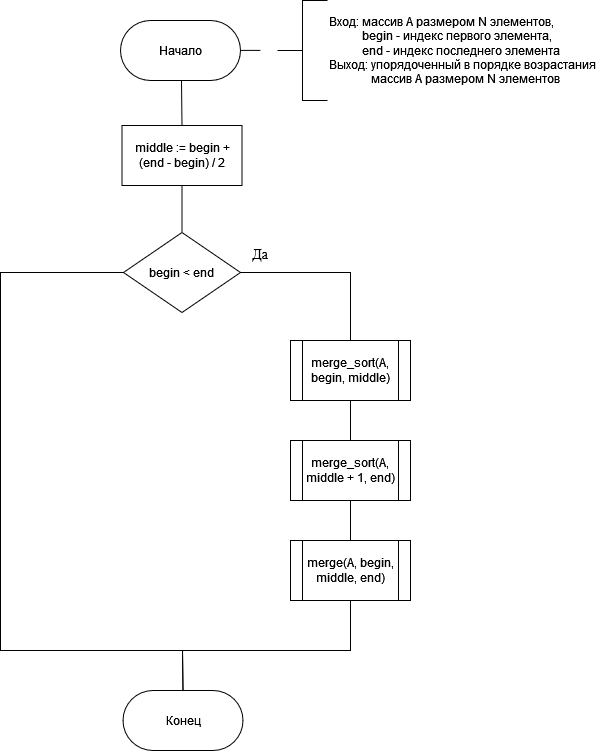 Начало
Вход: массив A размером N элементов,
begin - индекс первого элемента,
end - индекс последнего элемента
Выход: упорядоченный в порядке возрастания
массив A размером N элементов
middle := begin +
(end - begin) / 2
begin < end
Да
merge_sort(A,
begin, middle)
merge_sort(A,
middle + 1, end)
merge(A, begin,
middle, end)
Конец